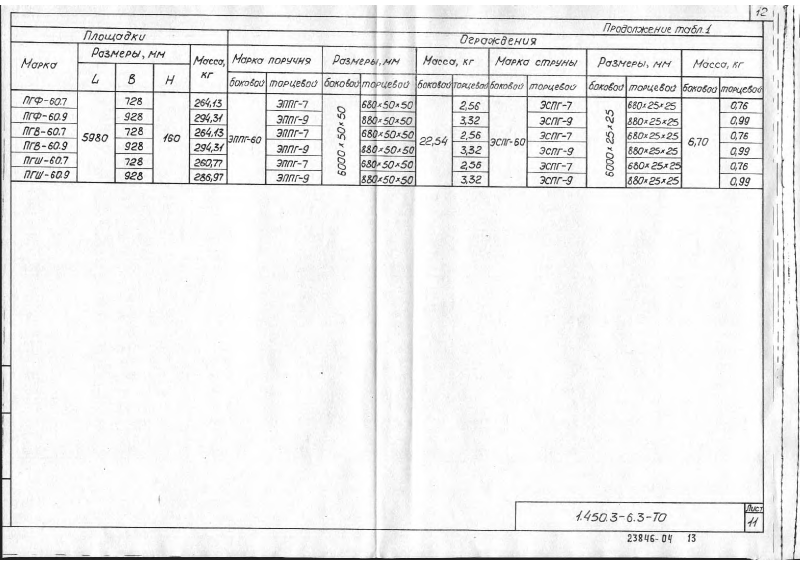 12
Продолжение табл.1
Площадки Ограждения
Марка Размеры, мм Масса, кг Марка поручня Размеры, мм Масса, кг Марка струны Размеры, мм Масса, кг
L B H боковой торцевой боковой торцевой боковой торцевой боковой торцевой боковой торцевой боковой торцевой
ПГФ-60.7 5980 728 160 264,13 ЭППГ-60 ЭППГ-7 6000×50×50 680×50×50 22,54 2,56 ЭСПГ-60 ЭСПГ-7 6000×25×25 680×25×25 6,70 0,76
ПГФ-60.9 928 294,31 ЭППГ-9 880×50×50 3,32 ЭСПГ-9 880×25×25 0,99
ПГВ-60.7 728 264,13 ЭППГ-7 680×50×50 2,56 ЭСПГ-7 680×25×25 0,76
ПГВ-60.9 928 294,31 ЭППГ-9 880×50×50 3,32 ЭСПГ-9 880×25×25 0,99
ПГШ-60.7 728 260,77 ЭППГ-7 680×50×50 2,56 ЭСПГ-7 680×25×25 0,76
ПГШ-60.9 928 286,97 ЭППГ-9 880×50×50 3,32 ЭСПГ-9 880×25×25 0,99
1.450.3-6.3-ТО
Лист
11
23846-04 13